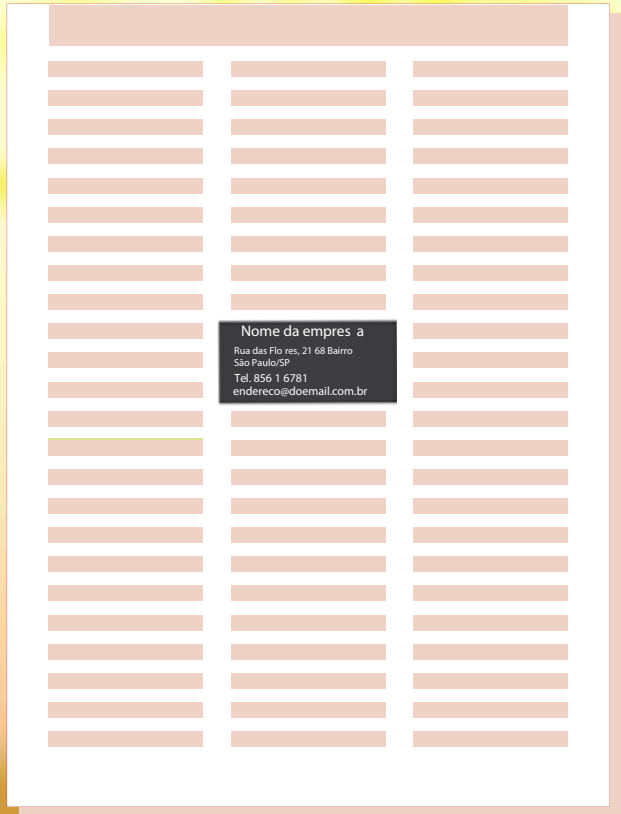 Nome da empres a
Rua das Flo res, 21 68 Bairro
São Paulo/SP
Tel. 856 1 6781
endereco@doemail.com.br